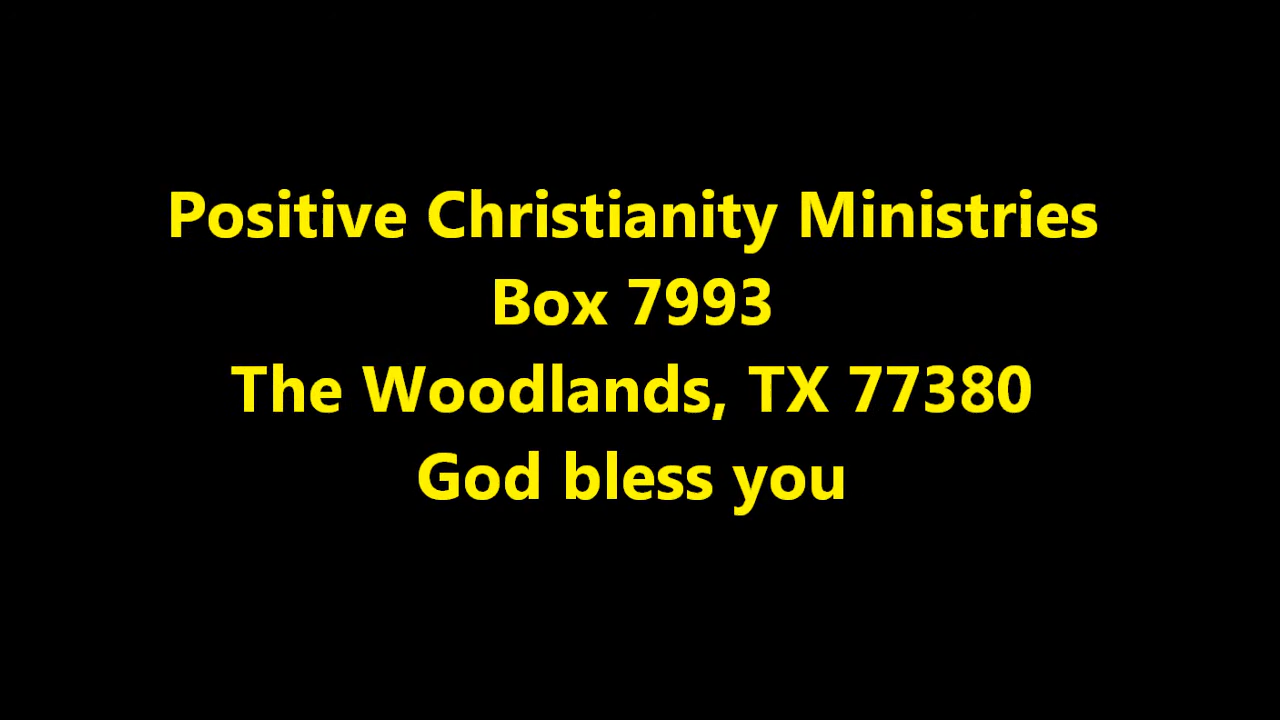 Positive Christianity Ministries
Box 7993
The Woodlands, TX 77380
God bless you